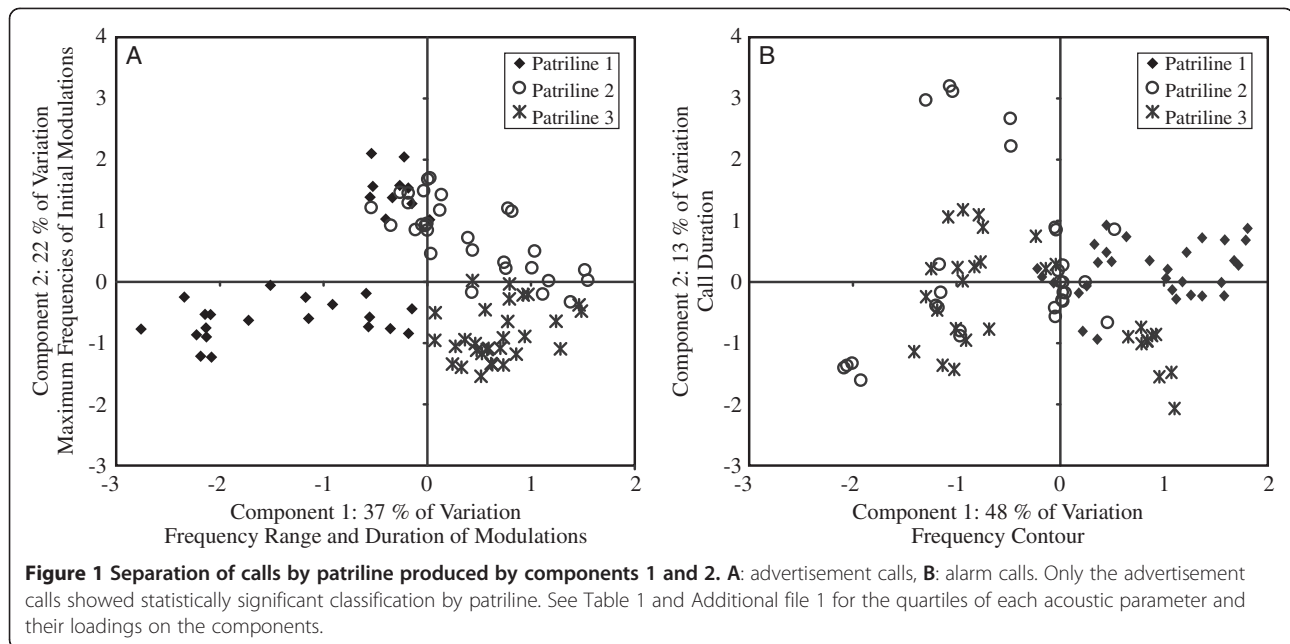 A
Patriline 1
Patriline 2
Patriline 3
4
3
2
1
0
-1
-2
-3
-3
-2
-1
0
1
2
Component 2: 22 % of Variation
Maximum Frequencies of Initial Modulations
Component 1: 37 % of Variation
Frequency Range and Duration of Modulations
B
Patriline 1
Patriline 2
Patriline 3
4
3
2
1
0
-1
-2
-3
-3
-2
-1
0
1
2
Component 2: 13 % of Variation
Call Duration
Component 1: 48 % of Variation
Frequency Contour
Figure 1 Separation of calls by patriline produced by components 1 and 2. A: advertisement calls, B: alarm calls. Only the advertisement
calls showed statistically significant classification by patriline. See Table 1 and Additional file 1 for the quartiles of each acoustic parameter and
their loadings on the components.